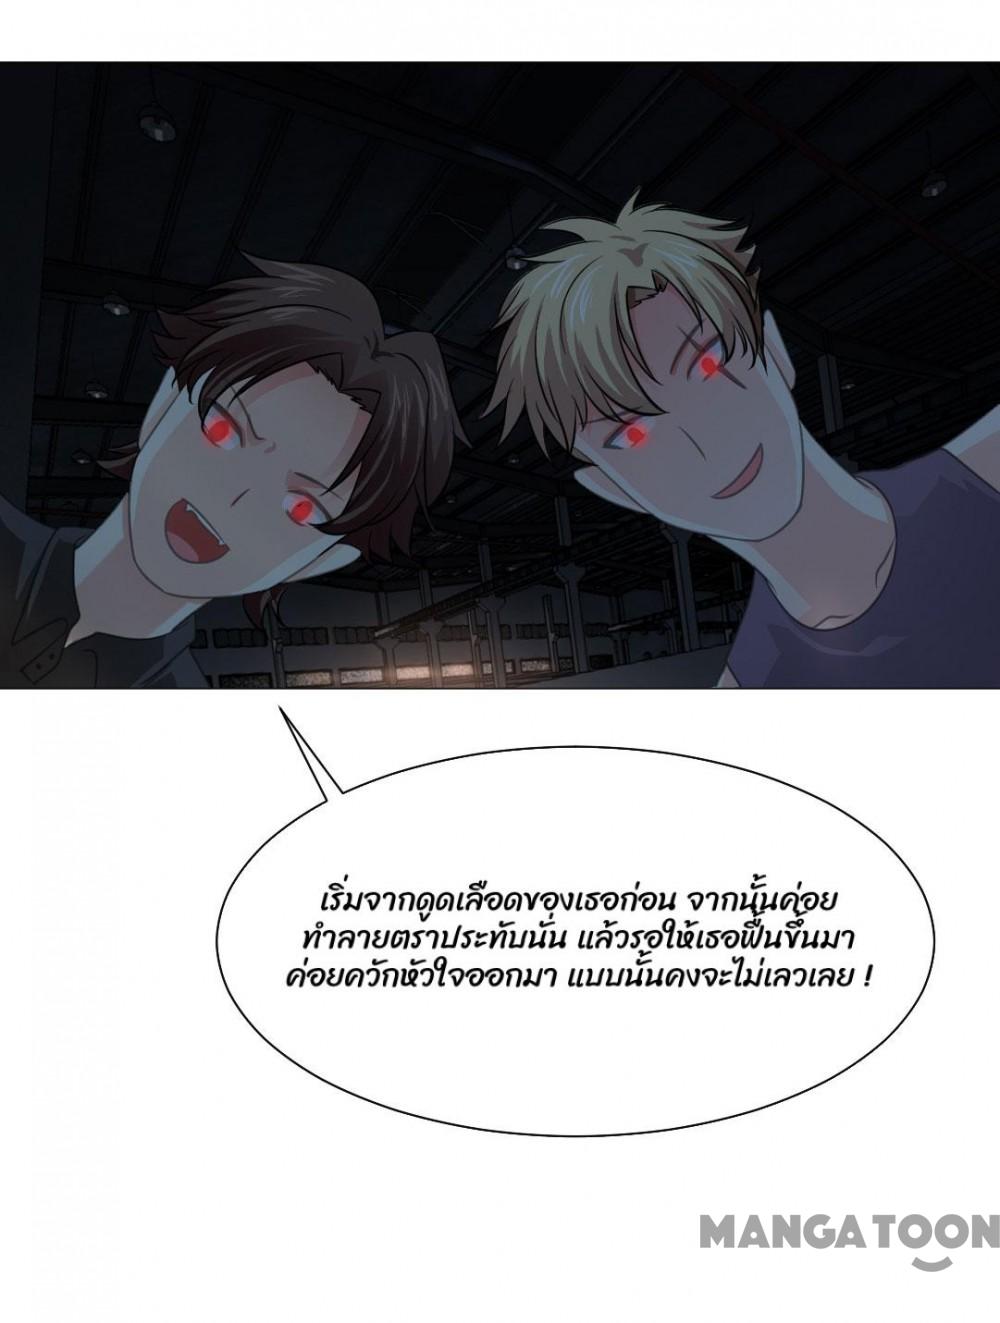 เริ่มจากดูดเลือดของเธอก่อน จากนั้นค่อย
ทำลายตราประทับนั่น แล้วรอให้เธอฟื้นขึ้นมา
ค่อยควักหัวใจออกมา แบบนั้นคงจะไม่เลวเลย !
MANGATOON